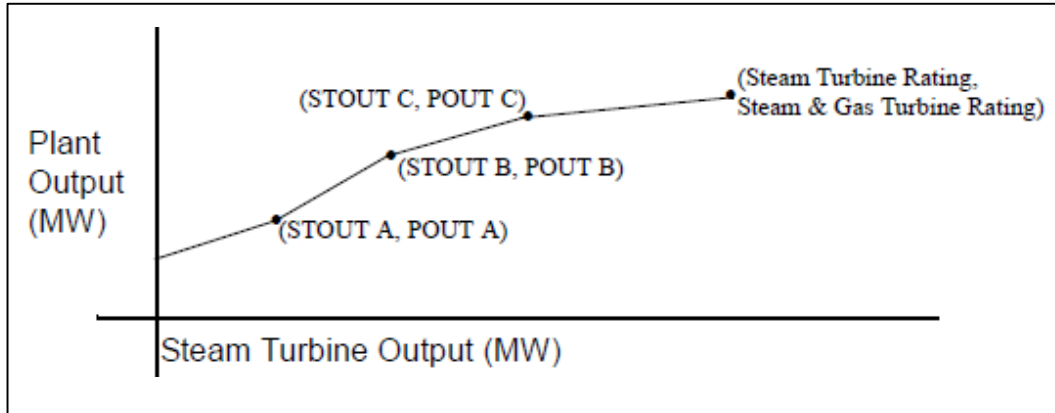 (Steam Turbine Rating,
Steam & Gas Turbine Rating)
(STOUT C, POUT C)
Plant
Output
(MW)
(STOUT B, POUT B)
(STOUT A, POUT A)
Steam Turbine Output (MW)